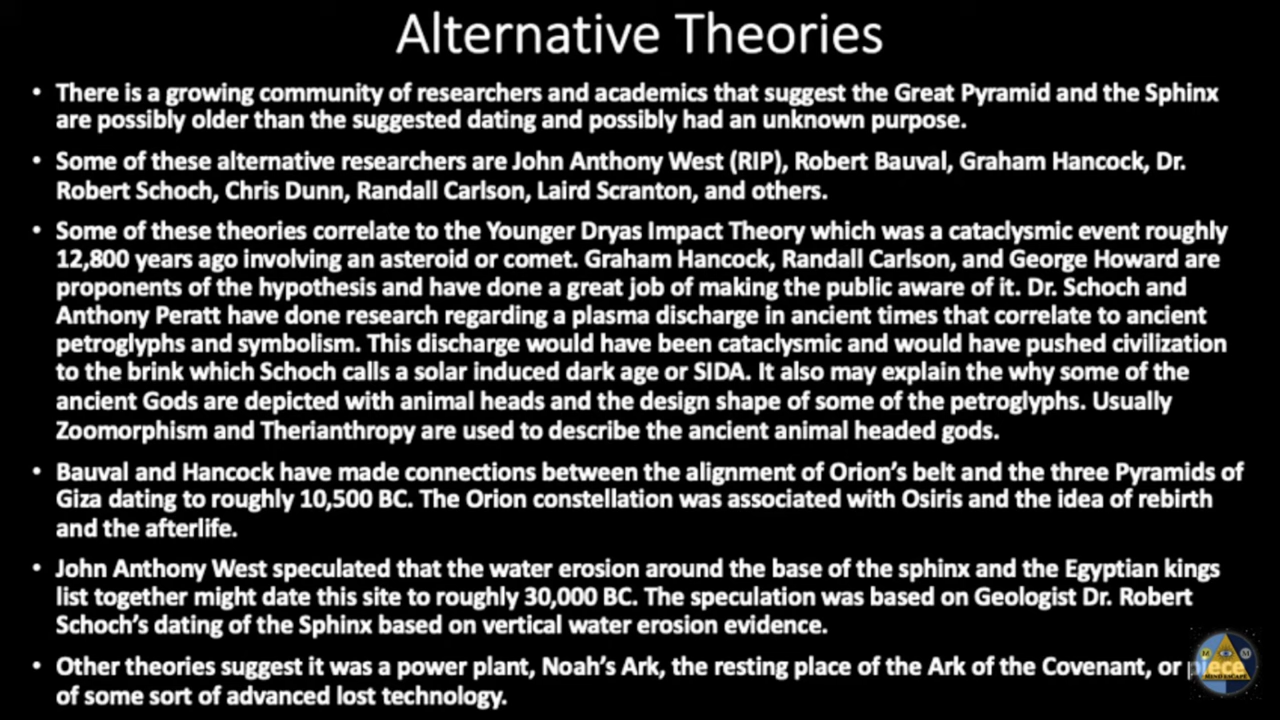 Alternative Theories
• There is a growing community of researchers and academics that suggest the Great Pyramid and the Sphinx
are possibly older than the suggested dating and possibly had an unknown purpose.
• Some of these alternative researchers are John Anthony West (RIP), Robert Bauval, Graham Hancock, Dr.
Robert Schoch, Chris Dunn, Randall Carlson, Laird Scranton, and others.
• Some of these theories correlate to the Younger Dryas Impact Theory which was a cataclysmic event roughly
12,800 years ago involving an asteroid or comet. Graham Hancock, Randall Carlson, and George Howard are
proponents of the hypothesis and have done a great job of making the public aware of it. Dr. Schoch and
Anthony Peratt have done research regarding a plasma discharge in ancient times that correlate to ancient
petroglyphs and symbolism. This discharge would have been cataclysmic and would have pushed civilization
to the brink which Schoch calls a solar induced dark age or SIDA. It also may explain the why some of the
ancient Gods are depicted with animal heads and the design shape of some of the petroglyphs. Usually
Zoomorphism and Therianthropy are used to describe the ancient animal headed gods.
• Bauval and Hancock have made connections between the alignment of Orion's belt and the three Pyramids of
Giza dating to roughly 10,500 BC. The Orion constellation was associated with Osiris and the idea of rebirth
and the afterlife.
• John Anthony West speculated that the water erosion around the base of the sphinx and the Egyptian kings
list together might date this site to roughly 30,000 BC. The speculation was based on Geologist Dr. Robert
Schoch's dating of the Sphinx based on vertical water erosion evidence.
• Other theories suggest it was a power plant, Noah's Ark, the resting place of the Ark of the Covenant, or piece
of some sort of advanced lost technology.
M M
MIND ESCAPE